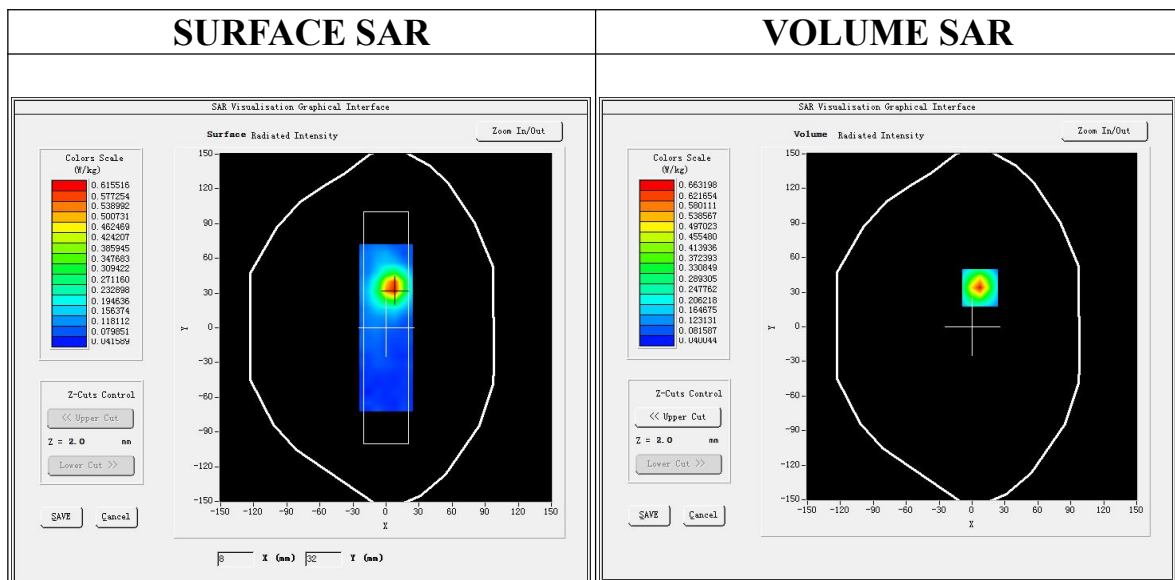 SURFACE SAR
VOLUME SAR
SAR Visualisation Graphical Interface
Surface Radiated Intensity
Zoom In/Out
Colors Scale
(W/kg)
0.615516
0.577254
0.538992
0.500731
0.462469
0.424207
0.385945
0.347683
0.309422
0.271160
0.232898
0.194636
0.156374
0.118112
0.079851
0.041589
Z-Cuts Control
<< Upper Cut
Z = 2.0 mm
Lower Cut >>
SAVE
Cancel
150
120
90
60
30
0
-30
-60
-90
-120
-150
Y
-150 -120 -90 -60 -30 0 30 60 90 120 150
X
8 X (mm) 32 Y (mm)
SAR Visualisation Graphical Interface
Volume Radiated Intensity
Zoom In/Out
Colors Scale
(W/kg)
0.663198
0.621654
0.580111
0.538567
0.497023
0.455480
0.413936
0.372393
0.330849
0.289305
0.247762
0.206218
0.164675
0.123131
0.081587
0.040044
Z-Cuts Control
<< Upper Cut
Z = 2.0 mm
Lower Cut >>
SAVE
Cancel
150
120
90
60
30
0
-30
-60
-90
-120
-150
Y
-150 -120 -90 -60 -30 0 30 60 90 120 150
X